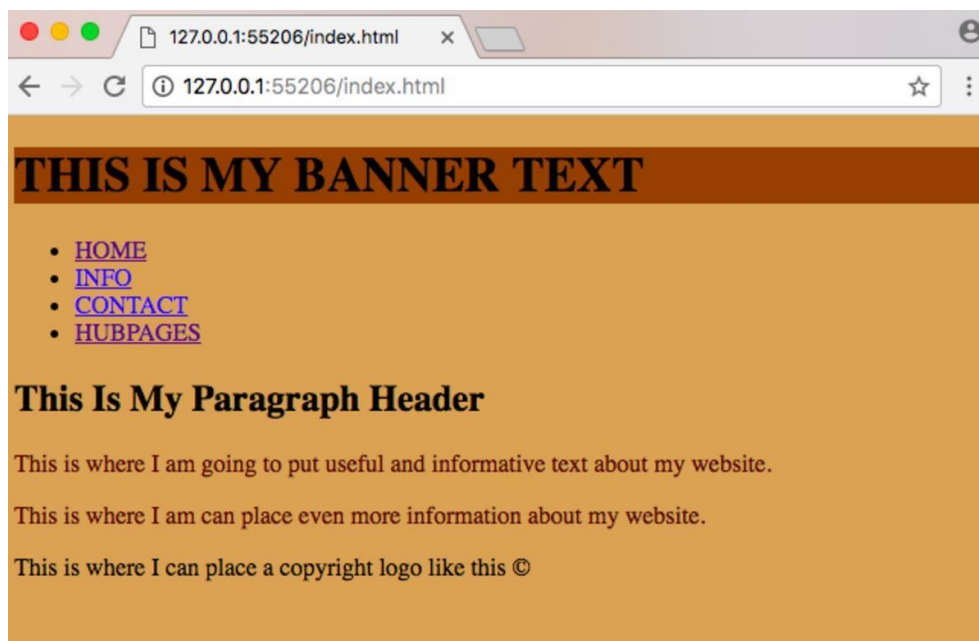 127.0.0.1:55206/index.html
127.0.0.1:55206/index.html
THIS IS MY BANNER TEXT
HOME
INFO
CONTACT
HUBPAGES
This Is My Paragraph Header
This is where I am going to put useful and informative text about my website.
This is where I am can place even more information about my website.
This is where I can place a copyright logo like this ©